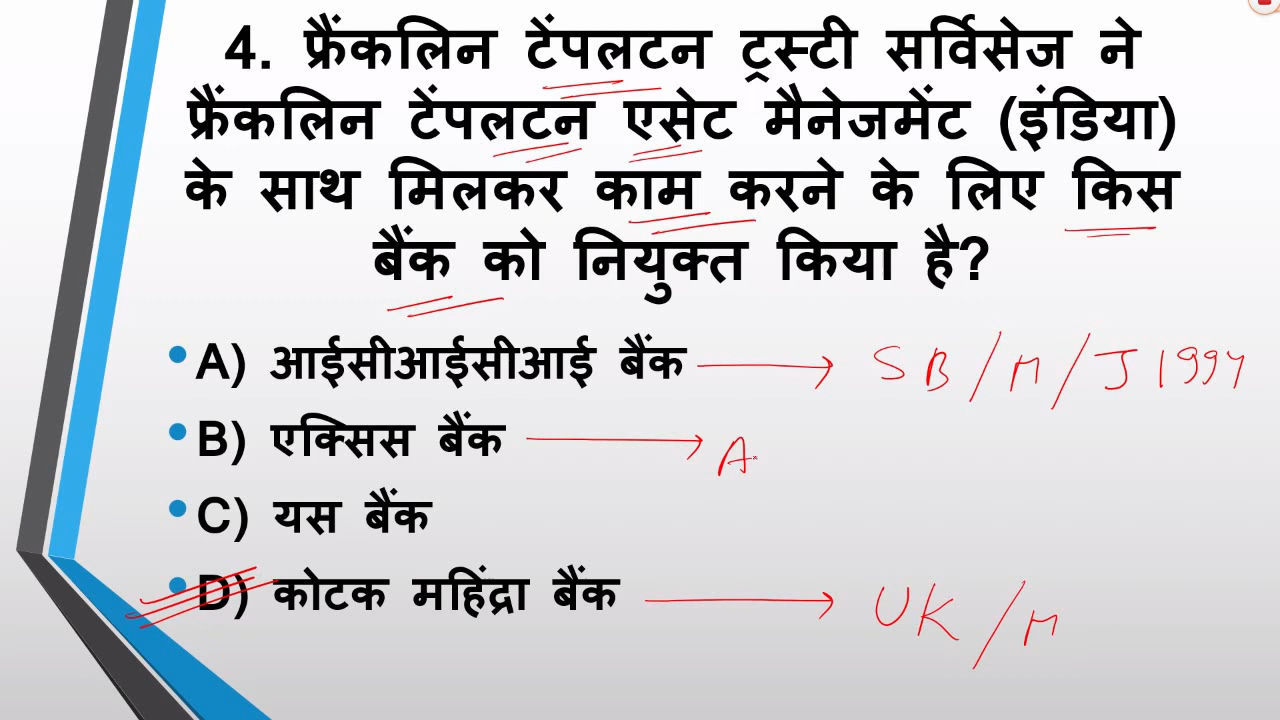 4. फ्रैंकलिन टेंपलटन ट्रस्टी सर्विसेज ने
फ्रैंकलिन टेंपलटन एसेट मैनेजमेंट (इंडिया)
के साथ मिलकर काम करने के लिए किस
बैंक को नियुक्त किया है?
A) आईसीआईसीआई बैंक → SB/M/J 1994
B) एक्सिस बैंक → A
C) यस बैंक
D) कोटक महिंद्रा बैंक → UK/M